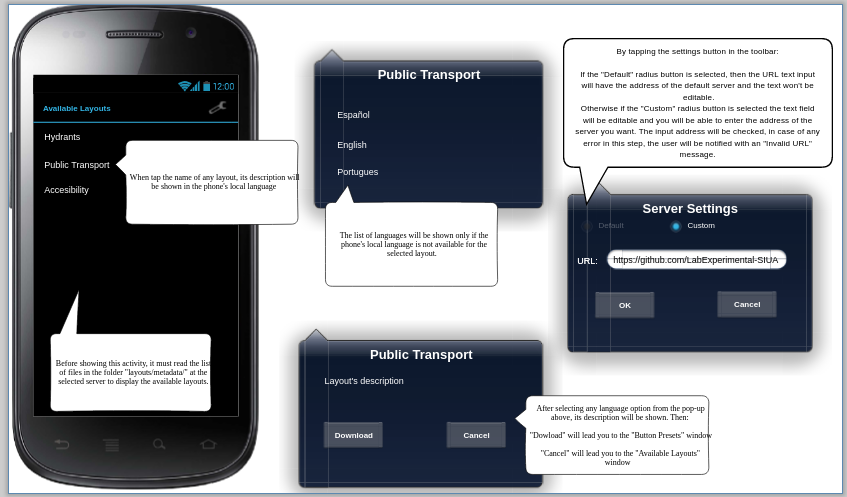 12:00
Available Layouts
Hydrants
Public Transport
Accesibility
When tap the name of any layout, its description will
be shown in the phone's local language
Before showing this activity, it must read the list
of files in the folder "layouts/metadata/" at the
selected server to display the available layouts.
Public Transport
Español
English
Portugues
The list of languages will be shown only if the
phone's local language is not available for the
selected layout.
Public Transport
Layout's description
Download
Cancel
After selecting any language option from the pop-up
above, its description will be shown. Then:
"Dowload" will lead you to the "Button Presets" window
"Cancel" will lead you to the "Available Layouts"
window
By tapping the settings button in the toolbar:
If the "Default" radius button is selected, then the URL text input
will have the address of the default server and the text won't be
editable.
Otherwise if the "Custom" radius button is selected the text field
will be editable and you will be able to enter the address of the
server you want. The input address will be checked, in case of any
error in this step, the user will be notified with an "Invalid URL"
message.
Server Settings
Default
Custom
URL:
https://github.com/LabExperimental-SIUA
OK
Cancel